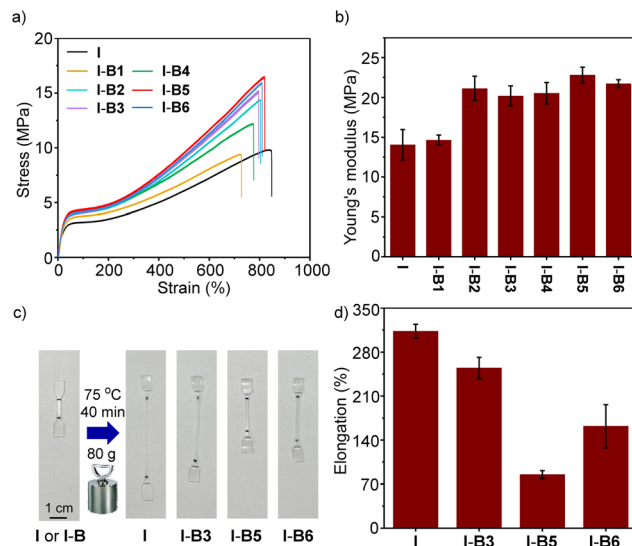 a)
Stress (MPa)
20
15
10
5
0
I
I-B1
I-B2
I-B3
I-B4
I-B5
I-B6
0 200 400 600 800 1000
Strain (%)
b)
Young's modulus (MPa)
25
20
15
10
5
0
I I-B1 I-B2 I-B3 I-B4 I-B5 I-B6
c)
75 °C
40 min
80 g
1 cm
I or I-B I I-B3 I-B5 I-B6
d)
Elongation (%)
350
280
210
140
70
0
I I-B3 I-B5 I-B6